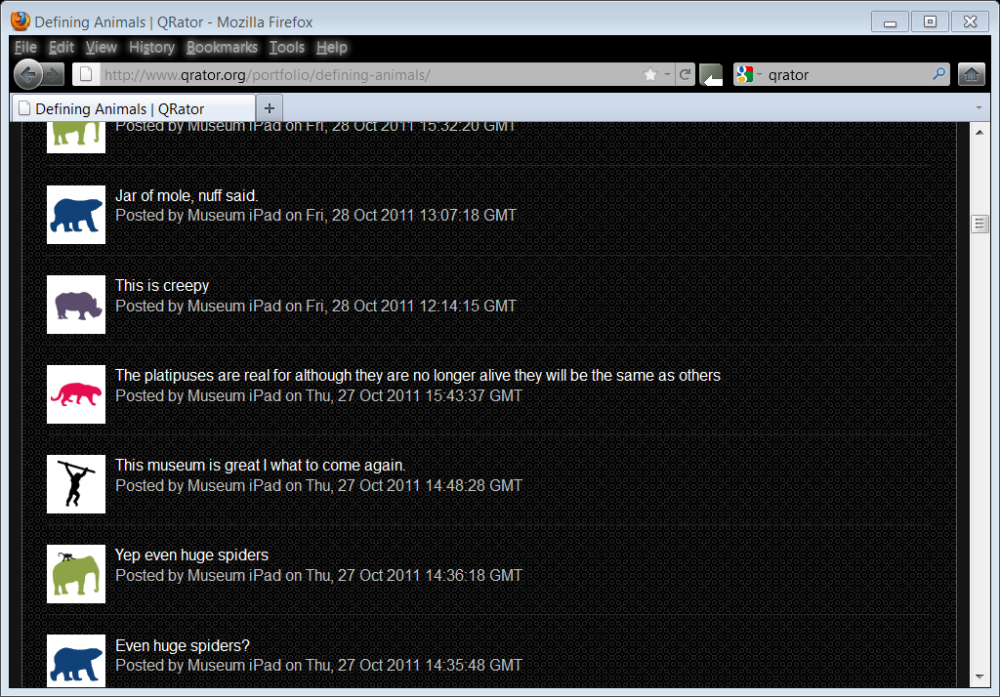 Defining Animals | QRator - Mozilla Firefox
File Edit View History Bookmarks Tools Help
http://www.qrator.org/portfolio/defining-animals/
qrator
Defining Animals | QRator
Posted by Museum iPad on Fri, 28 Oct 2011 15:32:20 GMT
Jar of mole, nuff said.
Posted by Museum iPad on Fri, 28 Oct 2011 13:07:18 GMT
This is creepy
Posted by Museum iPad on Fri, 28 Oct 2011 12:14:15 GMT
The platipuses are real for although they are no longer alive they will be the same as others
Posted by Museum iPad on Thu, 27 Oct 2011 15:43:37 GMT
This museum is great I what to come again.
Posted by Museum iPad on Thu, 27 Oct 2011 14:48:28 GMT
Yep even huge spiders
Posted by Museum iPad on Thu, 27 Oct 2011 14:36:18 GMT
Even huge spiders?
Posted by Museum iPad on Thu, 27 Oct 2011 14:35:48 GMT